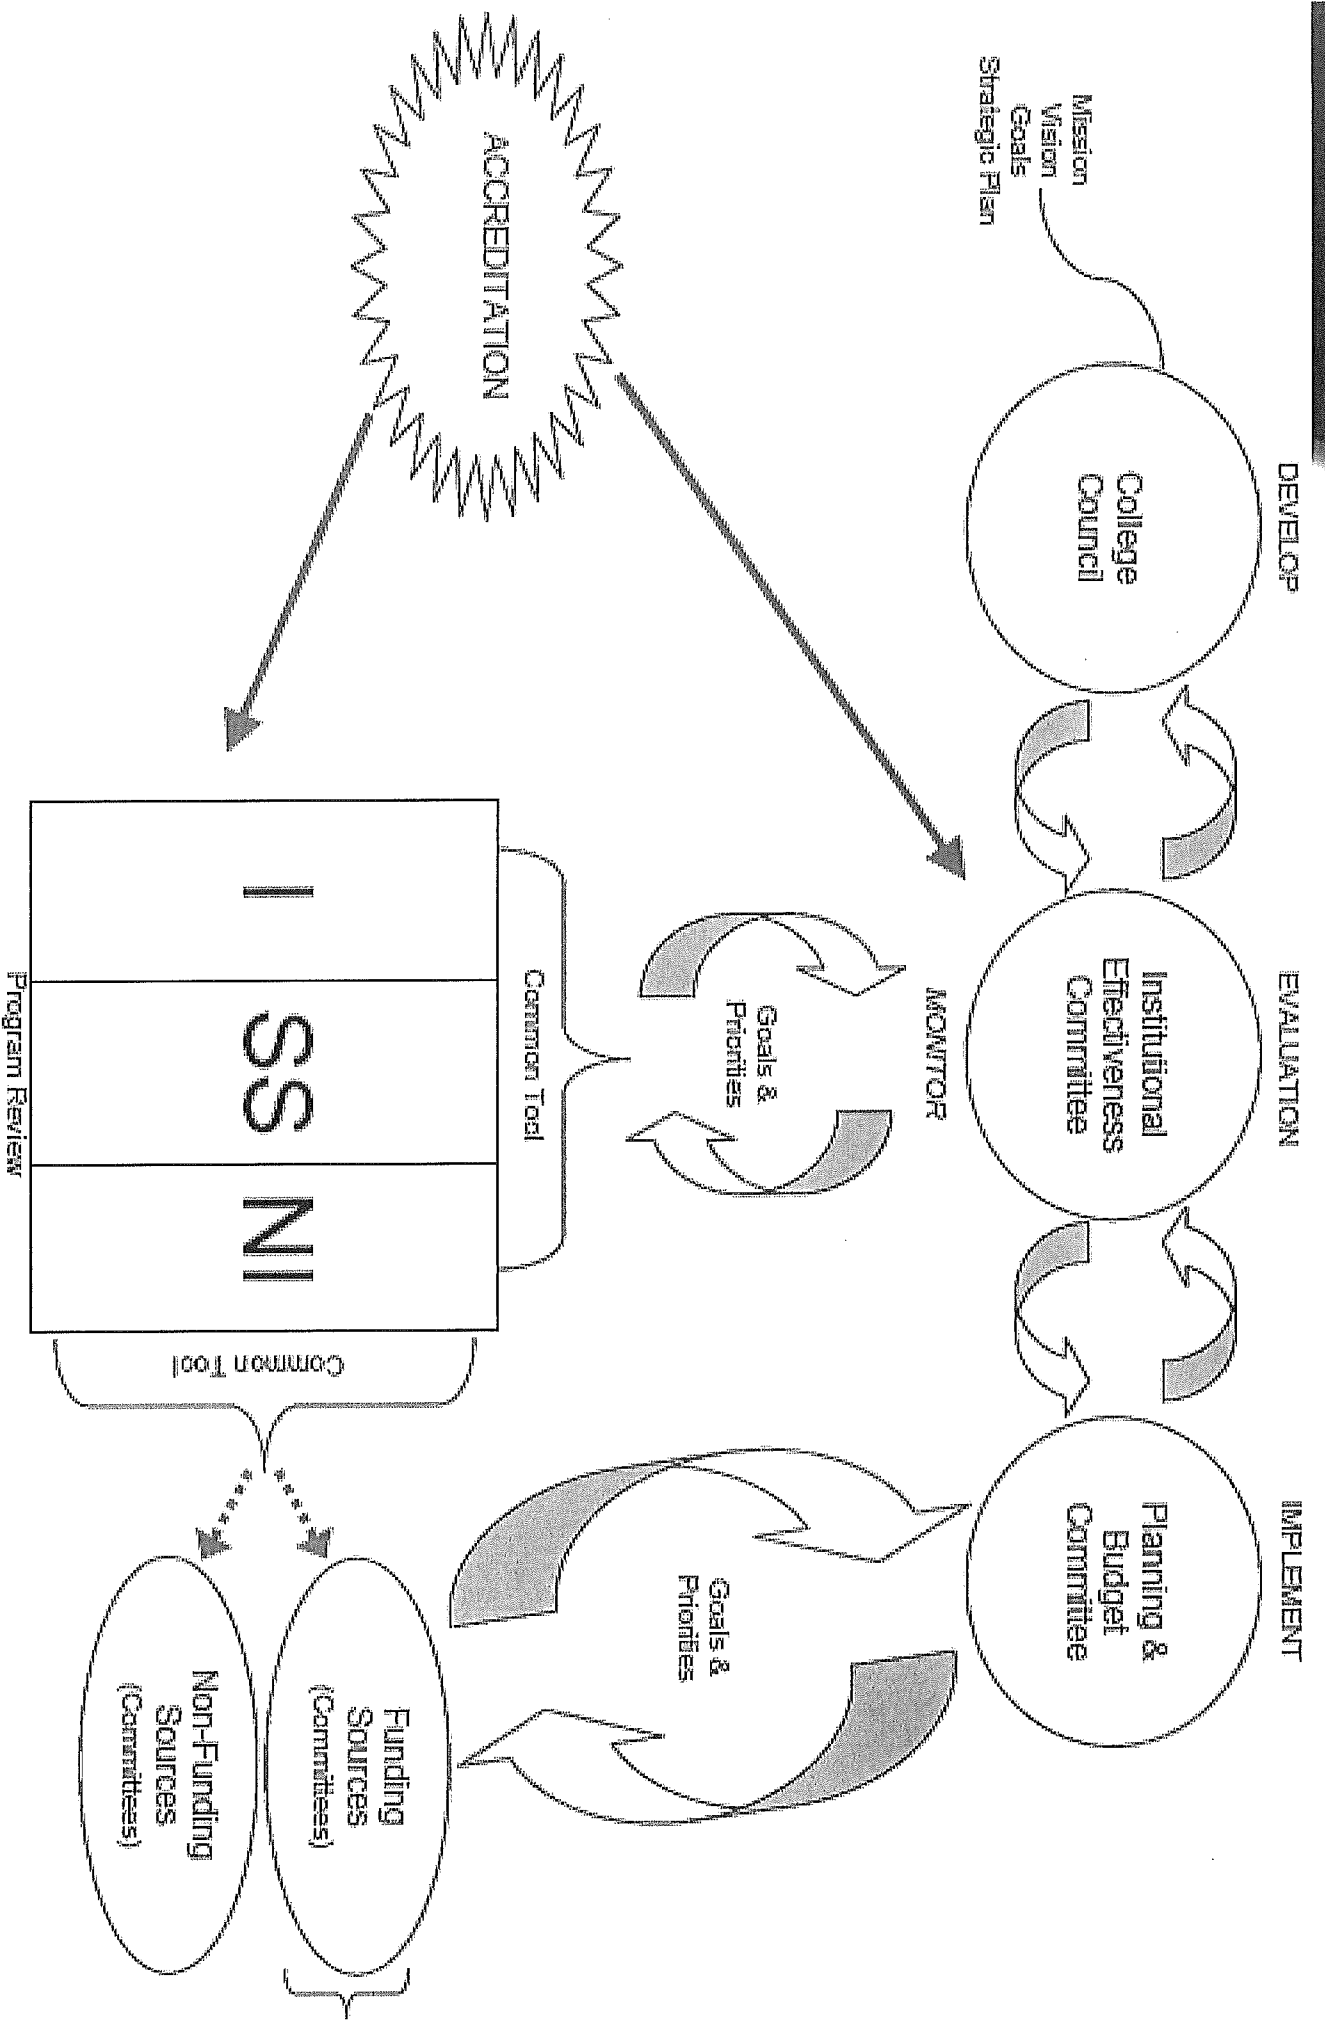 DEVELOP
EVALUATION
IMPLEMENT
Mission
Vision
Goals
Strategic Plan
College
Council
Institutional
Effectiveness
Committee
Planning &
Budget
Committee
MONITOR
Goals &
Priorities
Goals &
Priorities
ACCREDITATION
Common Tool
I
SS
NI
Common Tool
Program Review
Funding
Sources
(Committees)
Non-Funding
Sources
(Committees)